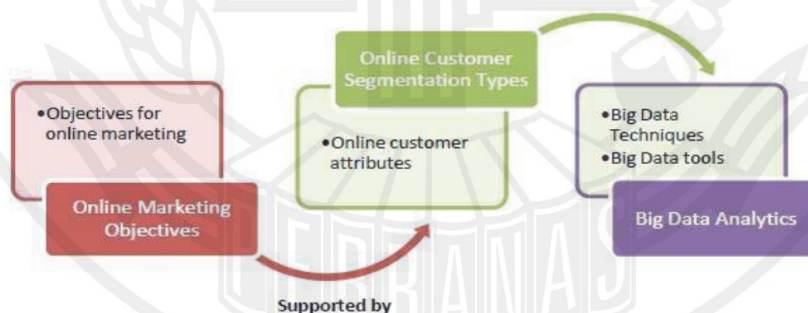 •Objectives for
online marketing
Online Marketing
Objectives
Supported by
Online Customer
Segmentation Types
•Online customer
attributes
•Big Data
Techniques
•Big Data tools
Big Data Analytics
PERBANAS